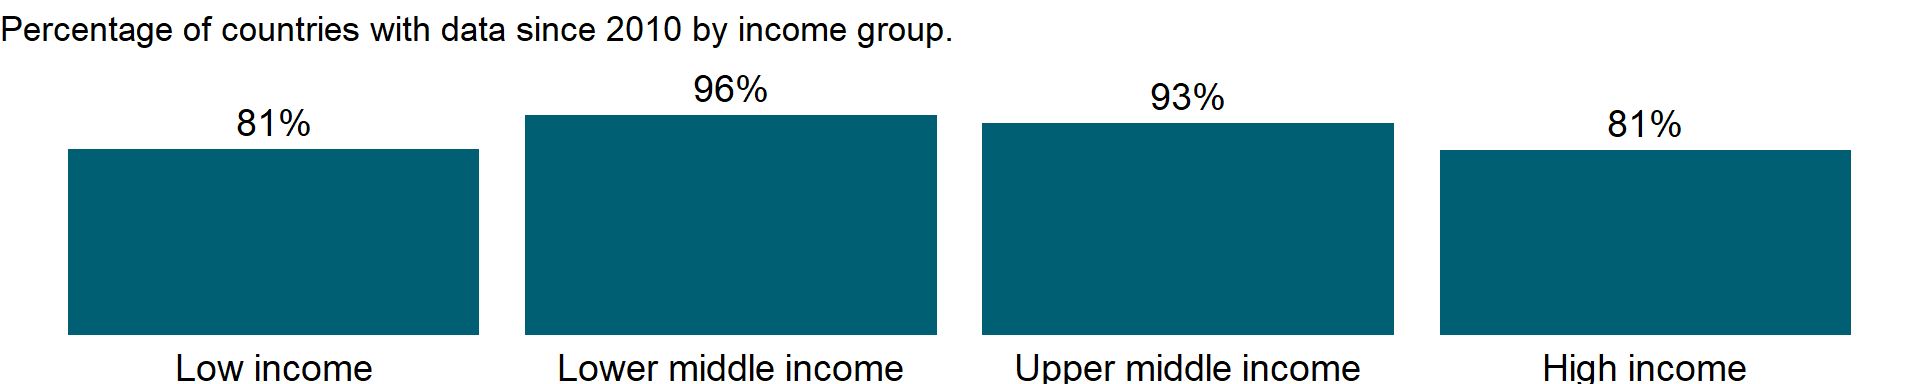 Percentage of countries with data since 2010 by income group.
81%
96%
93%
81%
Low income
Lower middle income
Upper middle income
High income